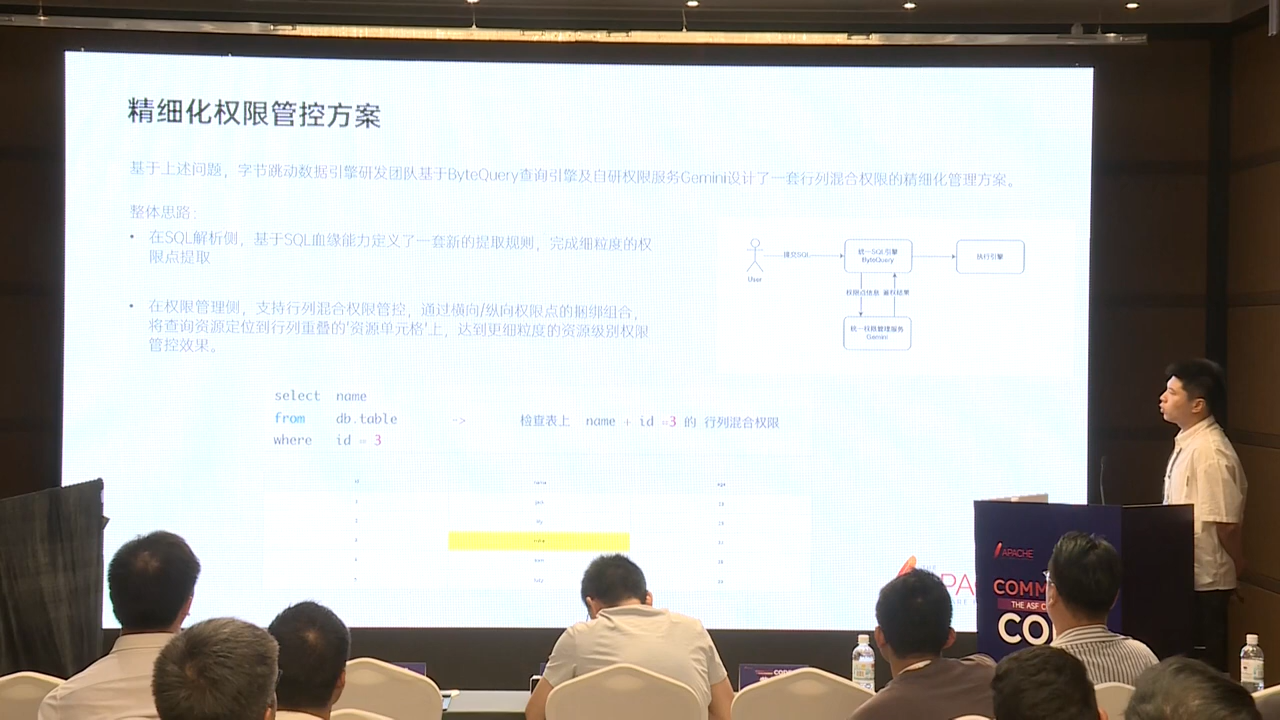 精细化权限管控方案
基于上述问题，字节跳动数据引擎研发团队基于ByteQuery查询引擎及自研权限服务Gemini设计了一套行列混合权限的精细化管理方案。
整体思路：
• 在SQL解析侧，基于SQL血缘能力定义了一套新的提取规则，完成细粒度的权
限点提取
• 在权限管理侧，支持行列混合权限管控，通过横向/纵向权限点的捆绑组合，
将查询资源定位到行列重叠的'资源单元格'上，达到更细粒度的资源级别权限
管控效果。
提交SQL
统一SQL引擎
ByteQuery
执行引擎
User
权限点信息 鉴权结果
统一权限管理服务
Gemini
select name
from db.table
where id = 3
->
检查表上 name + id =3 的 行列混合权限
id name age
APACHE
THE ASF C
CO